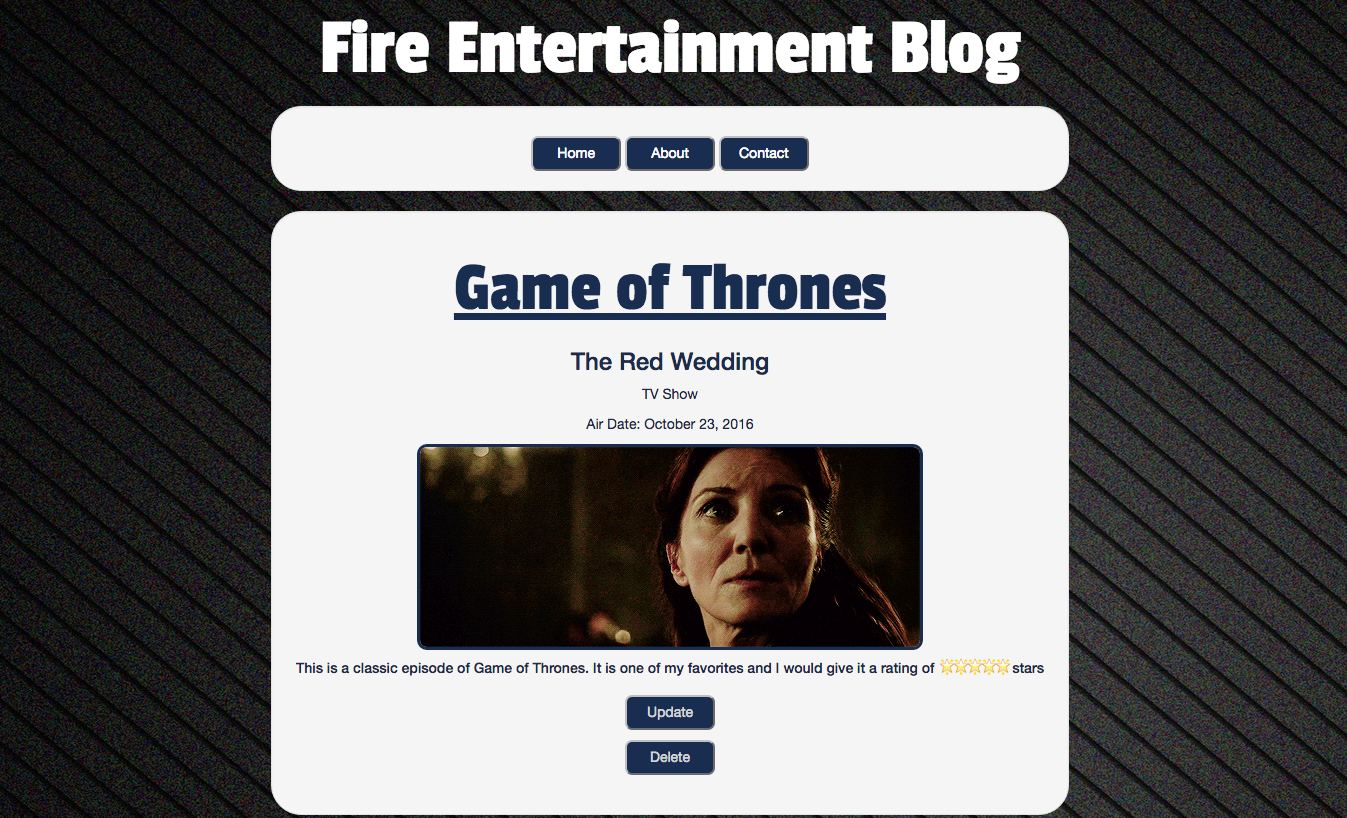 Fire Entertainment Blog
Home About Contact
Game of Thrones
The Red Wedding
TV Show
Air Date: October 23, 2016
This is a classic episode of Game of Thrones. It is one of my favorites and I would give it a rating of 🌟🌟🌟🌟🌟 stars
Update
Delete